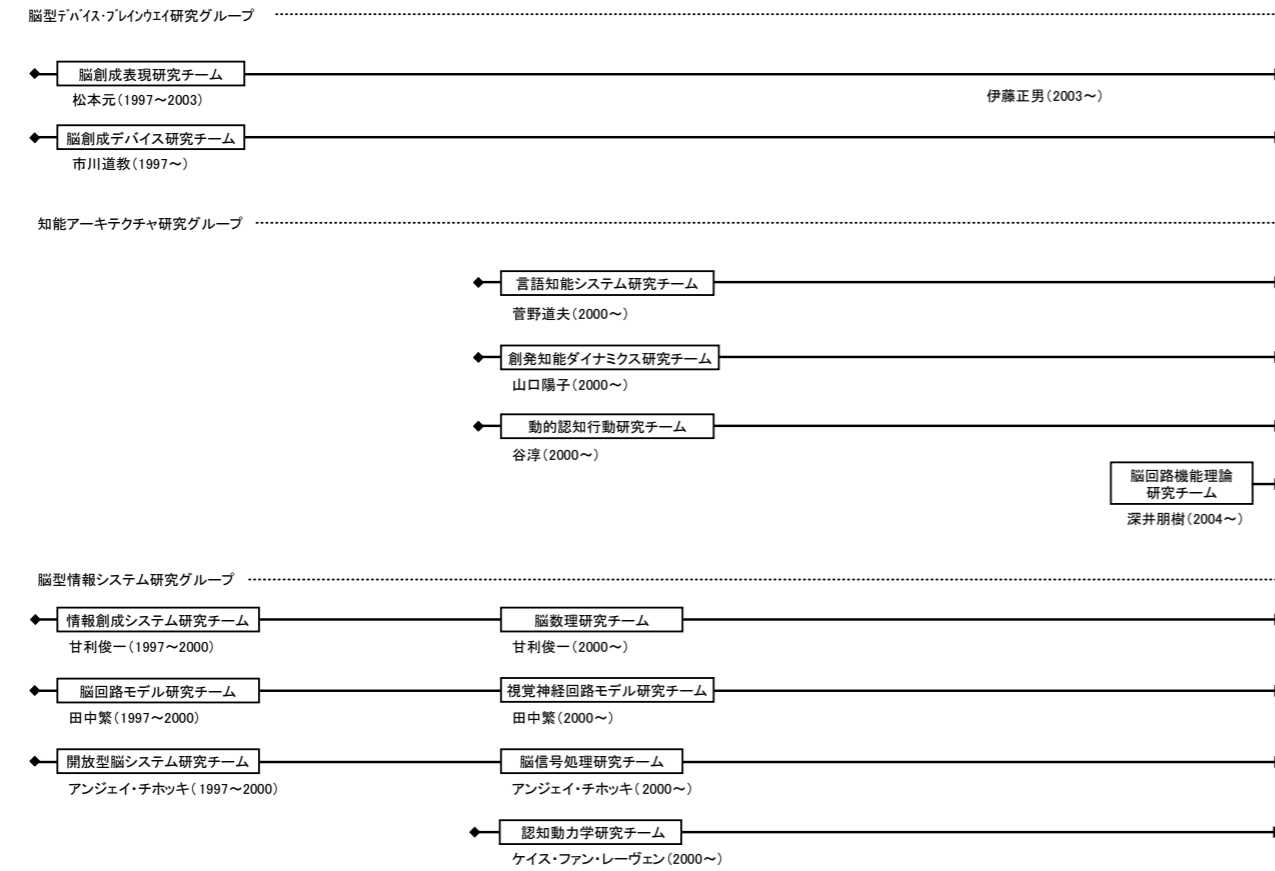 脳型ﾃﾞﾊﾞｲｽ・ﾌﾞﾚｲﾝｳｴｲ研究グループ
脳創成表現研究チーム
松本元（1997～2003）
伊藤正男（2003～）
脳創成デバイス研究チーム
市川道教（1997～）
知能アーキテクチャ研究グループ
言語知能システム研究チーム
菅野道夫（2000～）
創発知能ダイナミクス研究チーム
山口陽子（2000～）
動的認知行動研究チーム
谷淳（2000～）
脳回路機能理論
研究チーム
深井朋樹（2004～）
脳型情報システム研究グループ
情報創成システム研究チーム
脳数理研究チーム
甘利俊一（1997～2000）
甘利俊一（2000～）
脳回路モデル研究チーム
視覚神経回路モデル研究チーム
田中繁（1997～2000）
田中繁（2000～）
開放型脳システム研究チーム
脳信号処理研究チーム
アンジェイ・チホッキ（1997～2000）
アンジェイ・チホッキ（2000～）
認知動力学研究チーム
ケイス・ファン・レーヴェン（2000～）